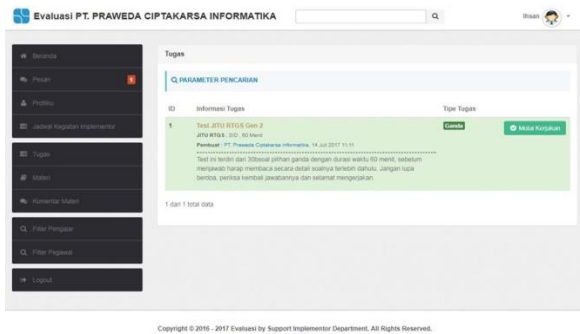 Evaluasi PT. PRAWEDA CIPTAKARSA INFORMATIKA
Ihsan
Beranda
Pesan
Profilku
Jadwal Kegiatan Implementor
Tugas
Materi
Komentar Materi
Filter Pengajar
Filter Pegawai
Logout
Tugas
PARAMETER PENCARIAN
ID Informasi Tugas Tipe Tugas
1 Test JITU RTGS Gen 2 Ganda Mulai Kerjakan
JITU RTGS , SID , 60 Menit
Pembuat : PT. Praweda Ciptakarsa Informatika, 14 Juli 2017 11:11
Test ini terdiri dari 30soal pilihan ganda dengan durasi waktu 60 menit, sebelum
menjawab harap membaca secara detail soalnya terlebih dahulu. Jangan lupa
berdoa, periksa kembali jawabannya dan selamat mengerjakan.
1 dari 1 total data
Copyright © 2016 - 2017 Evaluasi by Support Implementor Department. All Rights Reserved.